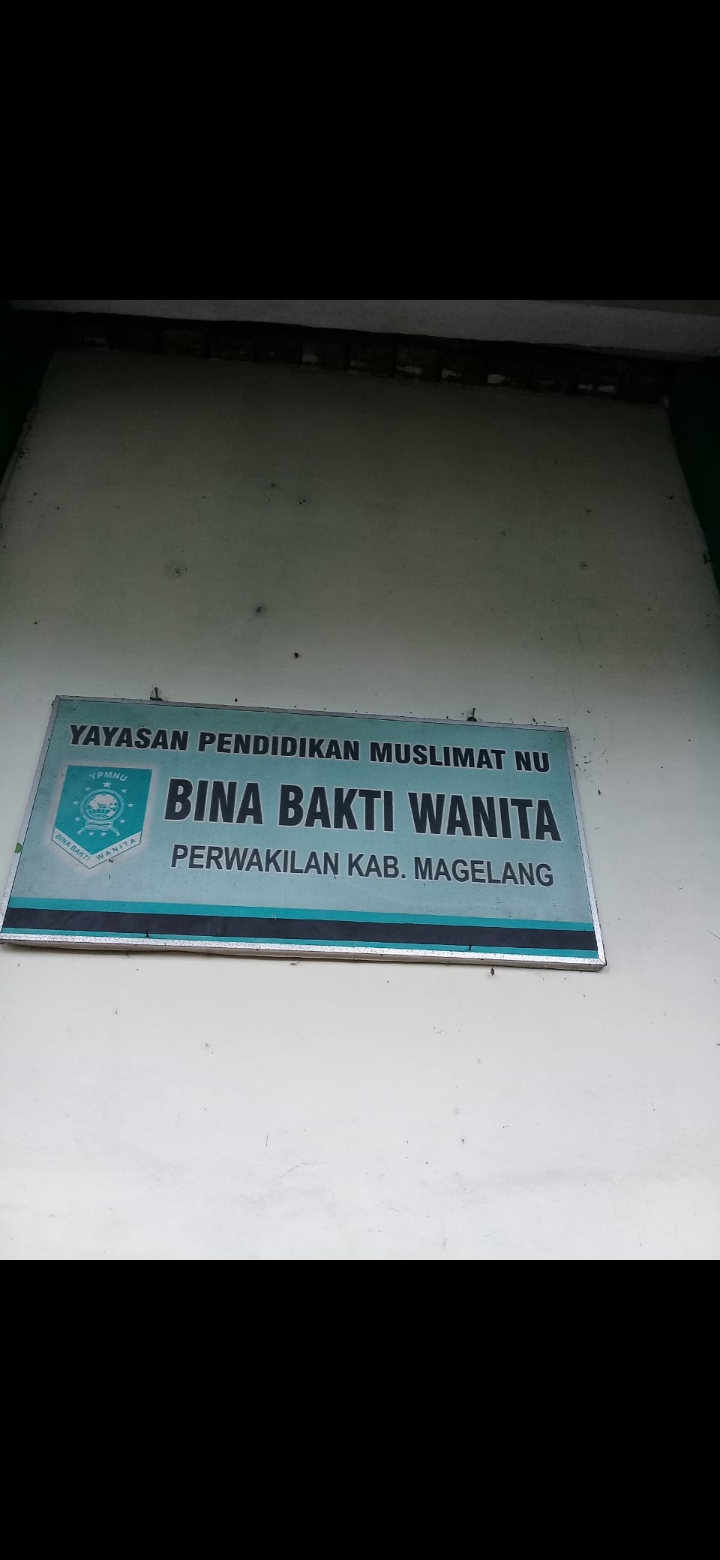 YAYASAN PENDIDIKAN MUSLIMAT NU
YPMNU
BINA BAKTI WANITA
BINA BAKTI WANITA
PERWAKILAN KAB. MAGELANG